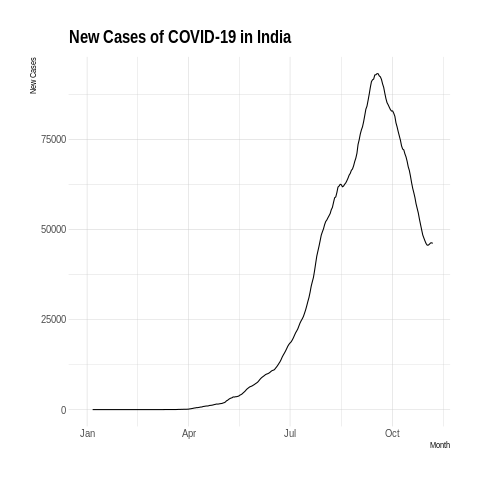 New Cases of COVID-19 in India
New Cases
75000
50000
25000
0
Jan Apr Jul Oct
Month